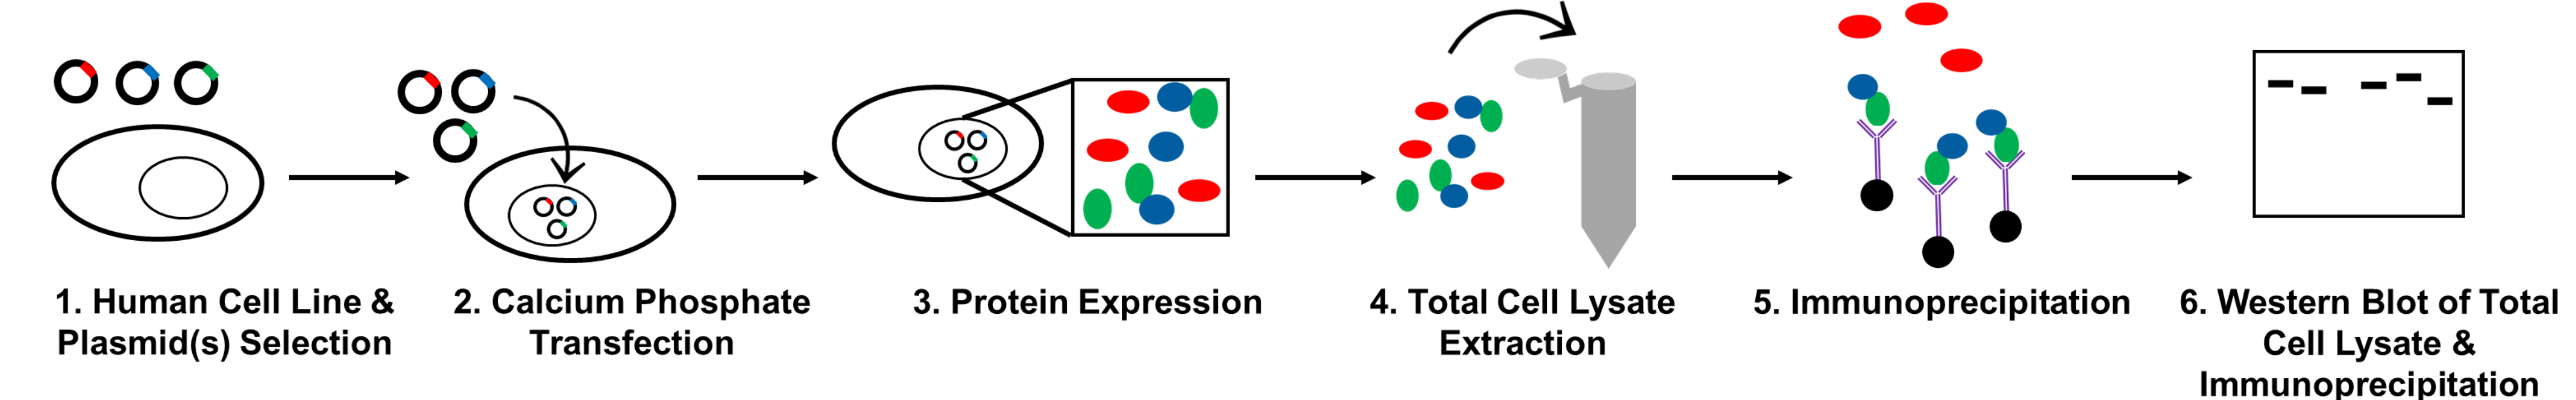 1. Human Cell Line &
Plasmid(s) Selection
2. Calcium Phosphate
Transfection
3. Protein Expression
4. Total Cell Lysate
Extraction
5. Immunoprecipitation
6. Western Blot of Total
Cell Lysate &
Immunoprecipitation